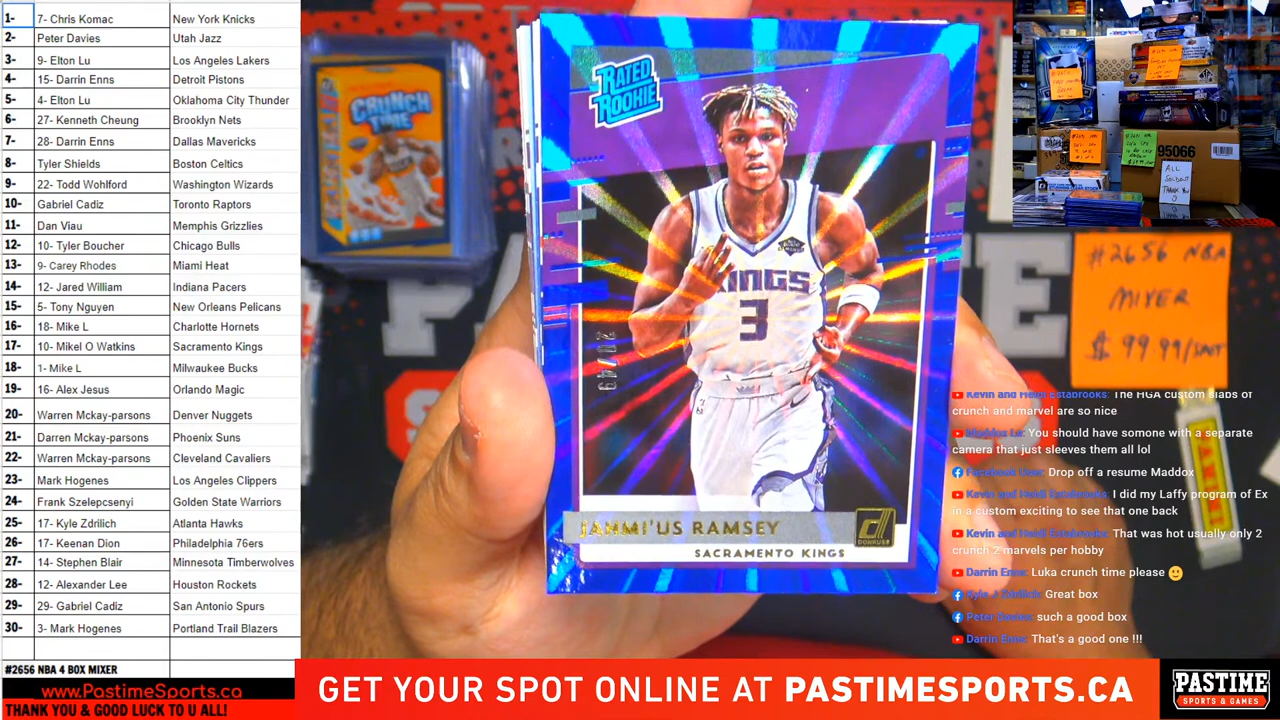 1- 7- Chris Komac New York Knicks
2- Peter Davies Utah Jazz
3- 9- Elton Lu Los Angeles Lakers
4- 15- Darrin Enns Detroit Pistons
5- 4- Elton Lu Oklahoma City Thunder
6- 27- Kenneth Cheung Brooklyn Nets
7- 28- Darrin Enns Dallas Mavericks
8- Tyler Shields Boston Celtics
9- 22- Todd Wohlford Washington Wizards
10- Gabriel Cadiz Toronto Raptors
11- Dan Viau Memphis Grizzlies
12- 10- Tyler Boucher Chicago Bulls
13- 9- Carey Rhodes Miami Heat
14- 12- Jared William Indiana Pacers
15- 5- Tony Nguyen New Orleans Pelicans
16- 18- Mike L Charlotte Hornets
17- 10- Mikel O Watkins Sacramento Kings
18- 1- Mike L Milwaukee Bucks
19- 16- Alex Jesus Orlando Magic
20- Warren Mckay-parsons Denver Nuggets
21- Darren Mckay-parsons Phoenix Suns
22- Warren Mckay-parsons Cleveland Cavaliers
23- Mark Hogenes Los Angeles Clippers
24- Frank Szelepcsenyi Golden State Warriors
25- 17- Kyle Zdrilich Atlanta Hawks
26- 17- Keenan Dion Philadelphia 76ers
27- 14- Stephen Blair Minnesota Timberwolves
28- 12- Alexander Lee Houston Rockets
29- 29- Gabriel Cadiz San Antonio Spurs
30- 3- Mark Hogenes Portland Trail Blazers
#2656 NBA 4 BOX MIXER
www.PastimeSports.ca
THANK YOU & GOOD LUCK TO U ALL!
CRUNCH
TIME
RATED
ROOKIE
KINGS
3
JAHMI'US RAMSEY
DONRUSS
SACRAMENTO KINGS
95066
ALL
SOLDOUT
THANK
YOU
#2656 NBA
MIXER
$99.99/SPOT
Kevin and Heidi Estabrooks: The HGA custom slabs of
crunch and marvel are so nice
Maddox Lu: You should have somone with a separate
camera that just sleeves them all lol
Facebook User: Drop off a resume Maddox
Kevin and Heidi Estabrooks: I did my Laffy program of Ex
in a custom exciting to see that one back
Kevin and Heidi Estabrooks: That was hot usually only 2
crunch 2 marvels per hobby
Darrin Enns: Luka crunch time please
Kyle J Zdrilich: Great box
Peter Davies: such a good box
Darrin Enns: That's a good one !!!
GET YOUR SPOT ONLINE AT PASTIMESPORTS.CA
PASTIME
SPORTS & GAMES